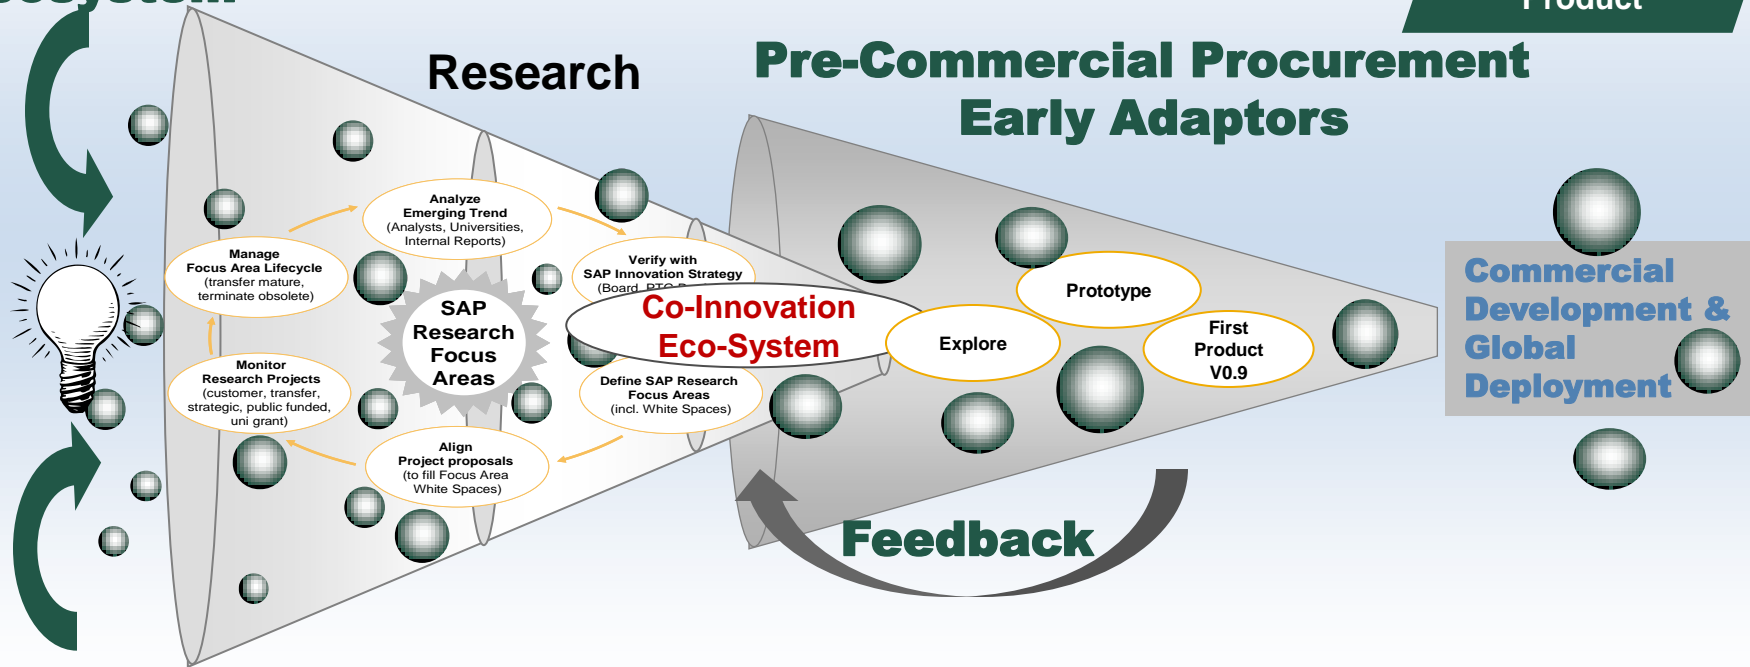 Product
Research
Pre-Commercial Procurement
Early Adaptors
Analyze
Emerging Trend
(Analysts, Universities,
Internal Reports)
Manage
Focus Area Lifecycle
(transfer mature,
terminate obsolete)
Verify with
SAP Innovation Strategy
(Board,
SAP
Research
Focus
Areas
Co-Innovation
Eco-System
Monitor
Research Projects
(customer, transfer,
strategic, public funded,
uni grant)
Define SAP Research
Focus Areas
(incl. White Spaces)
Align
Project proposals
(to fill Focus Area
White Spaces)
Explore
Prototype
First
Product
V0.9
Commercial
Development &
Global
Deployment
Feedback